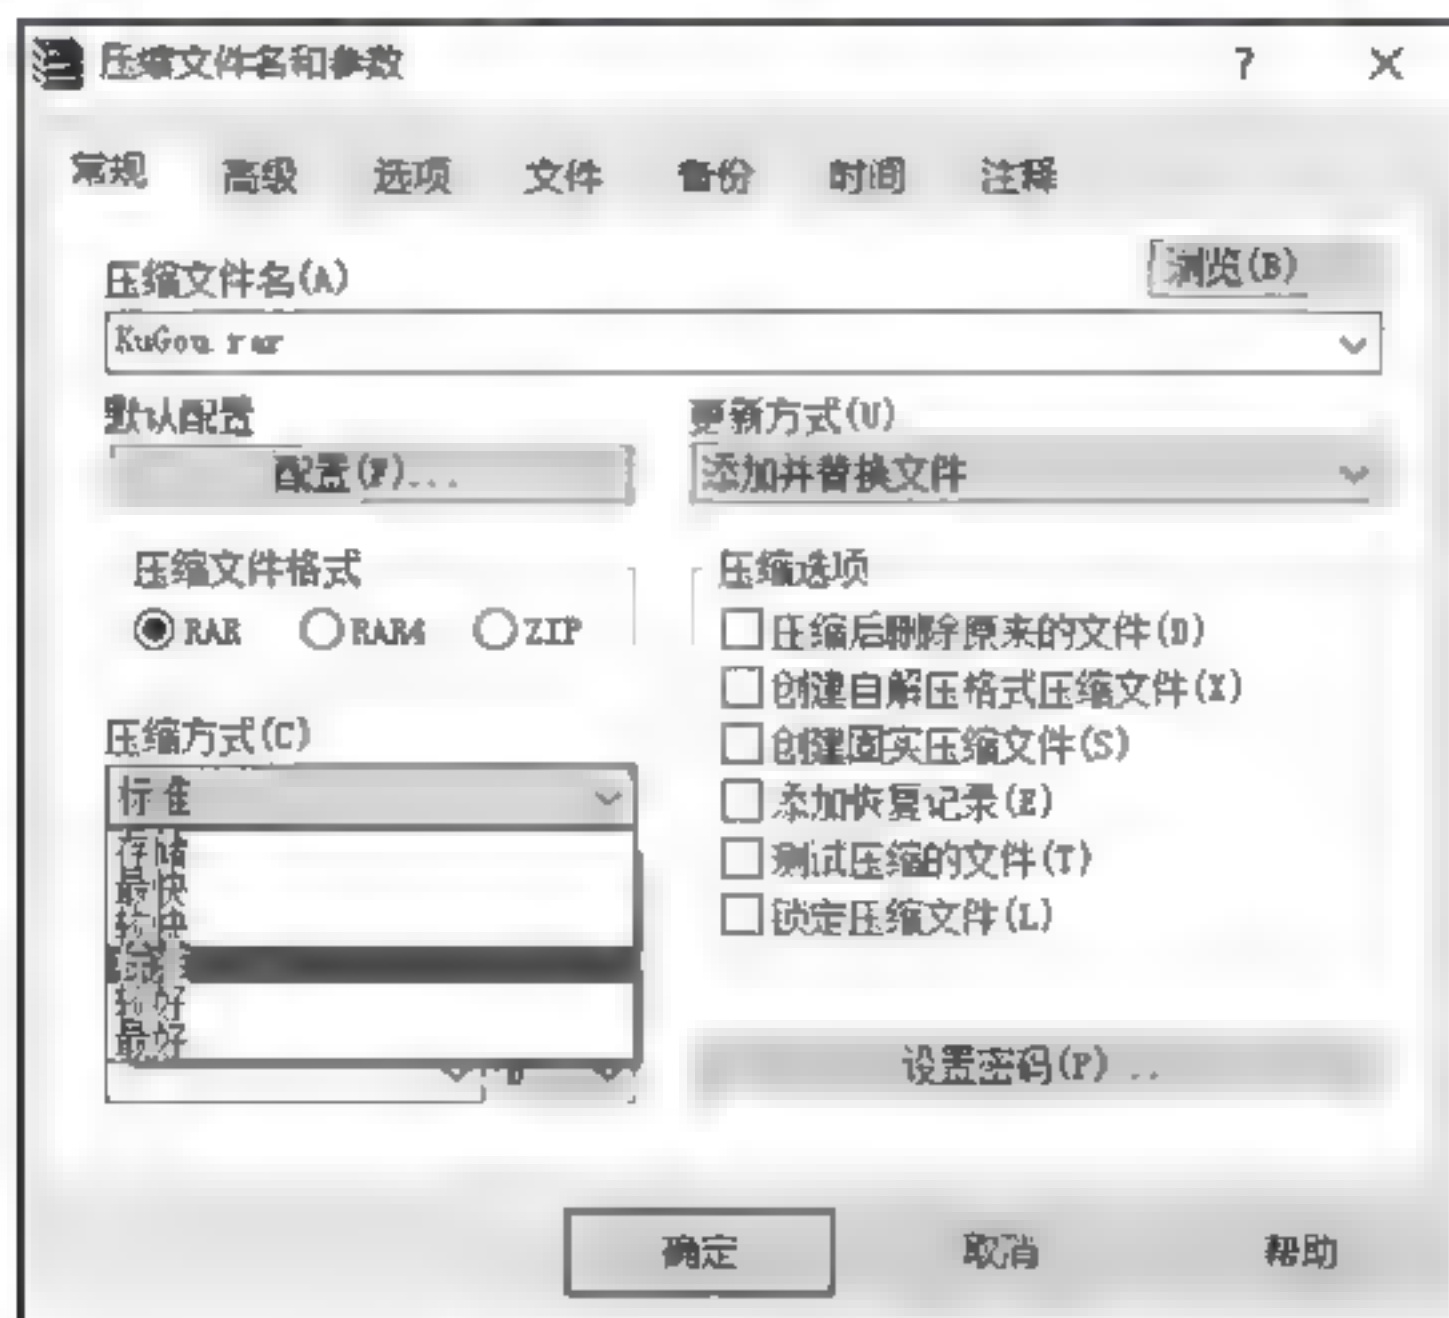 压缩文件名和参数 ? ×
常规 高级 选项 文件 备份 时间 注释
压缩文件名(A) 浏览(B)
KuGou.rar
默认配置 更新方式(U)
配置(F)... 添加并替换文件
压缩文件格式 压缩选项
RAR RAR4 ZIP 压缩后删除原来的文件(D)
创建自解压格式压缩文件(X)
压缩方式(C) 创建固实压缩文件(S)
标准 添加恢复记录(E)
存储 测试压缩的文件(T)
最快
较快 锁定压缩文件(L)
标准
较好
最好
设置密码(P)...
确定 取消 帮助